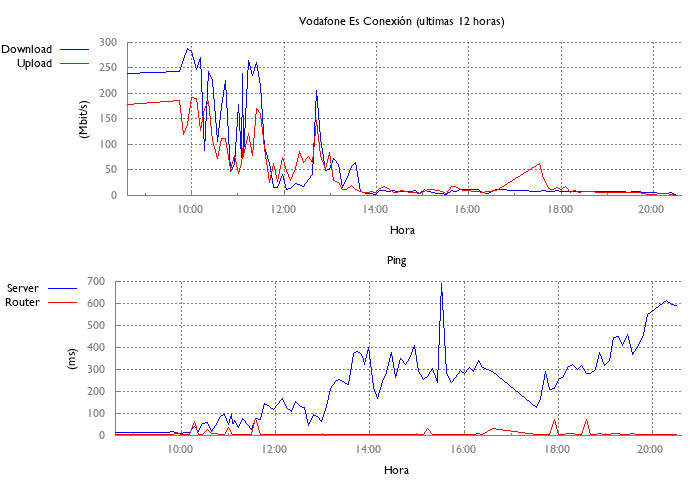 Vodafone Es Conexión (ultimas 12 horas)
Download
Upload
300
250
200
150
100
50
0
(Mbit/s)
10:00 12:00 14:00 16:00 18:00 20:00
Hora
Ping
Server
Router
700
600
500
400
300
200
100
0
(ms)
10:00 12:00 14:00 16:00 18:00 20:00
Hora